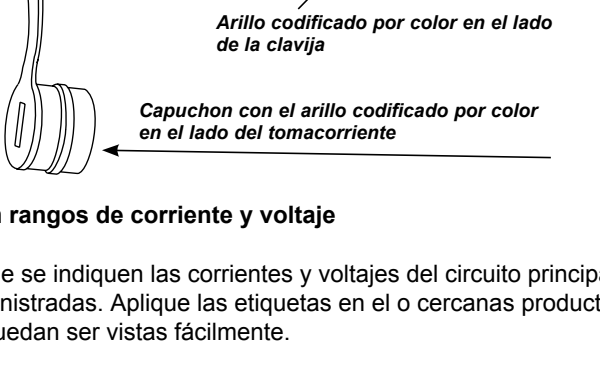 Arillo codificado por color en el lado
de la clavija
Capuchon con el arillo codificado por color
en el lado del tomacorriente
rangos de corriente y voltaje
e se indiquen las corrientes y voltajes del circuito principa
nistradas. Aplique las etiquetas en el o cercanas product
uedan ser vistas fácilmente.